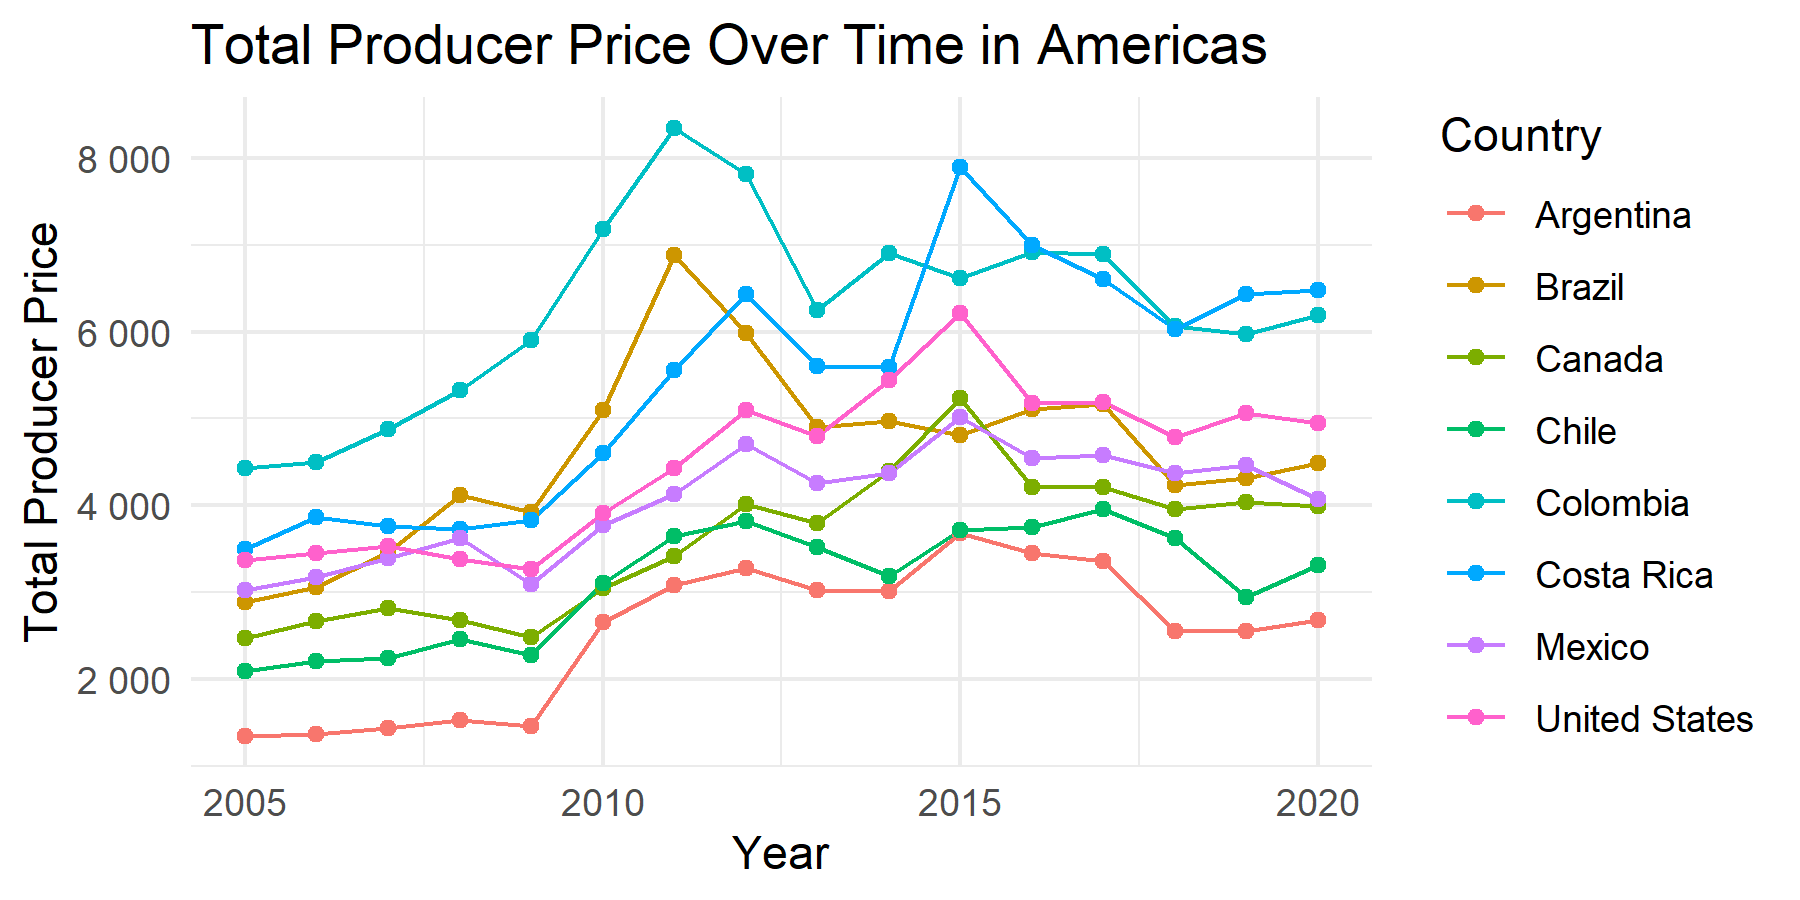 Total Producer Price Over Time in Americas
Total Producer Price
8 000
6 000
4 000
2 000
2005
2010
2015
2020
Year
Country
Argentina
Brazil
Canada
Chile
Colombia
Costa Rica
Mexico
United States